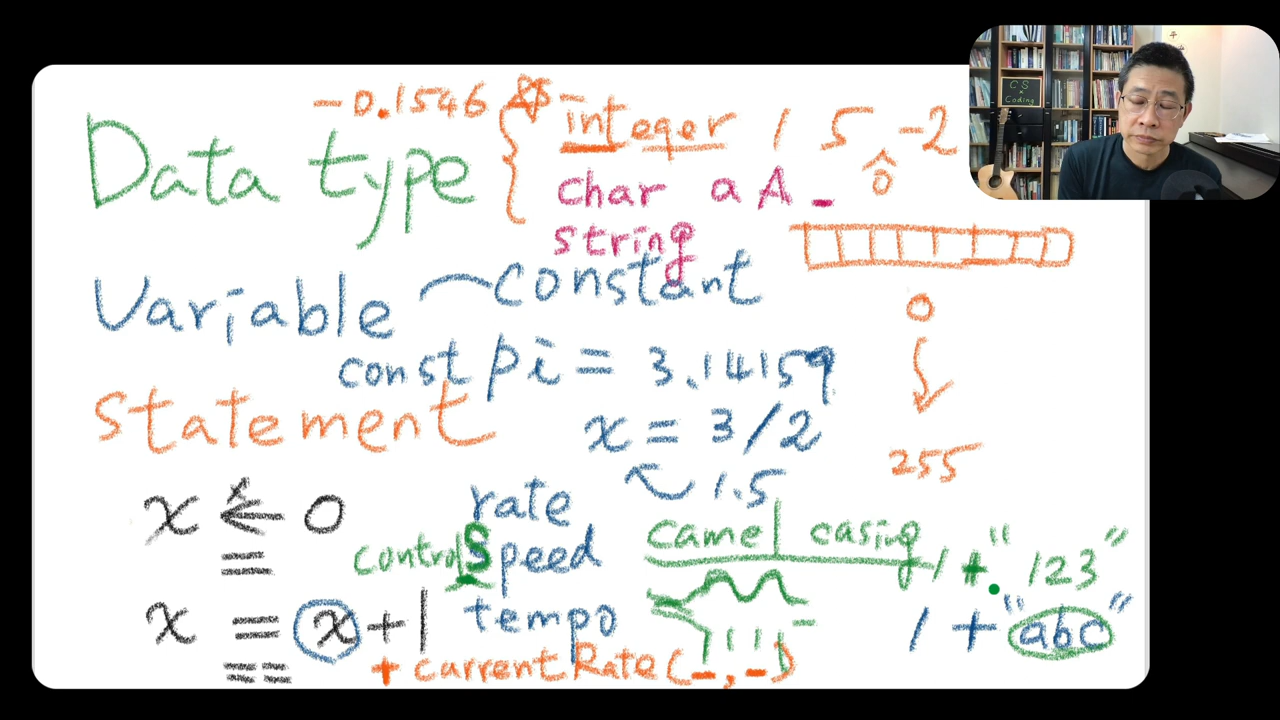 -0.1546
Data type { integer 1 5 -2
ô
char a A _
string
Variable constant
0
const pi = 3.14159
Statement x = 3/2
255
1.5
x ← 0
=
rate
camel casing
controlSpeed
1 + "123"
x = x + 1
==
tempo
1 + "abc"
+ currentRate(_,_)
CS
x
Coding
平